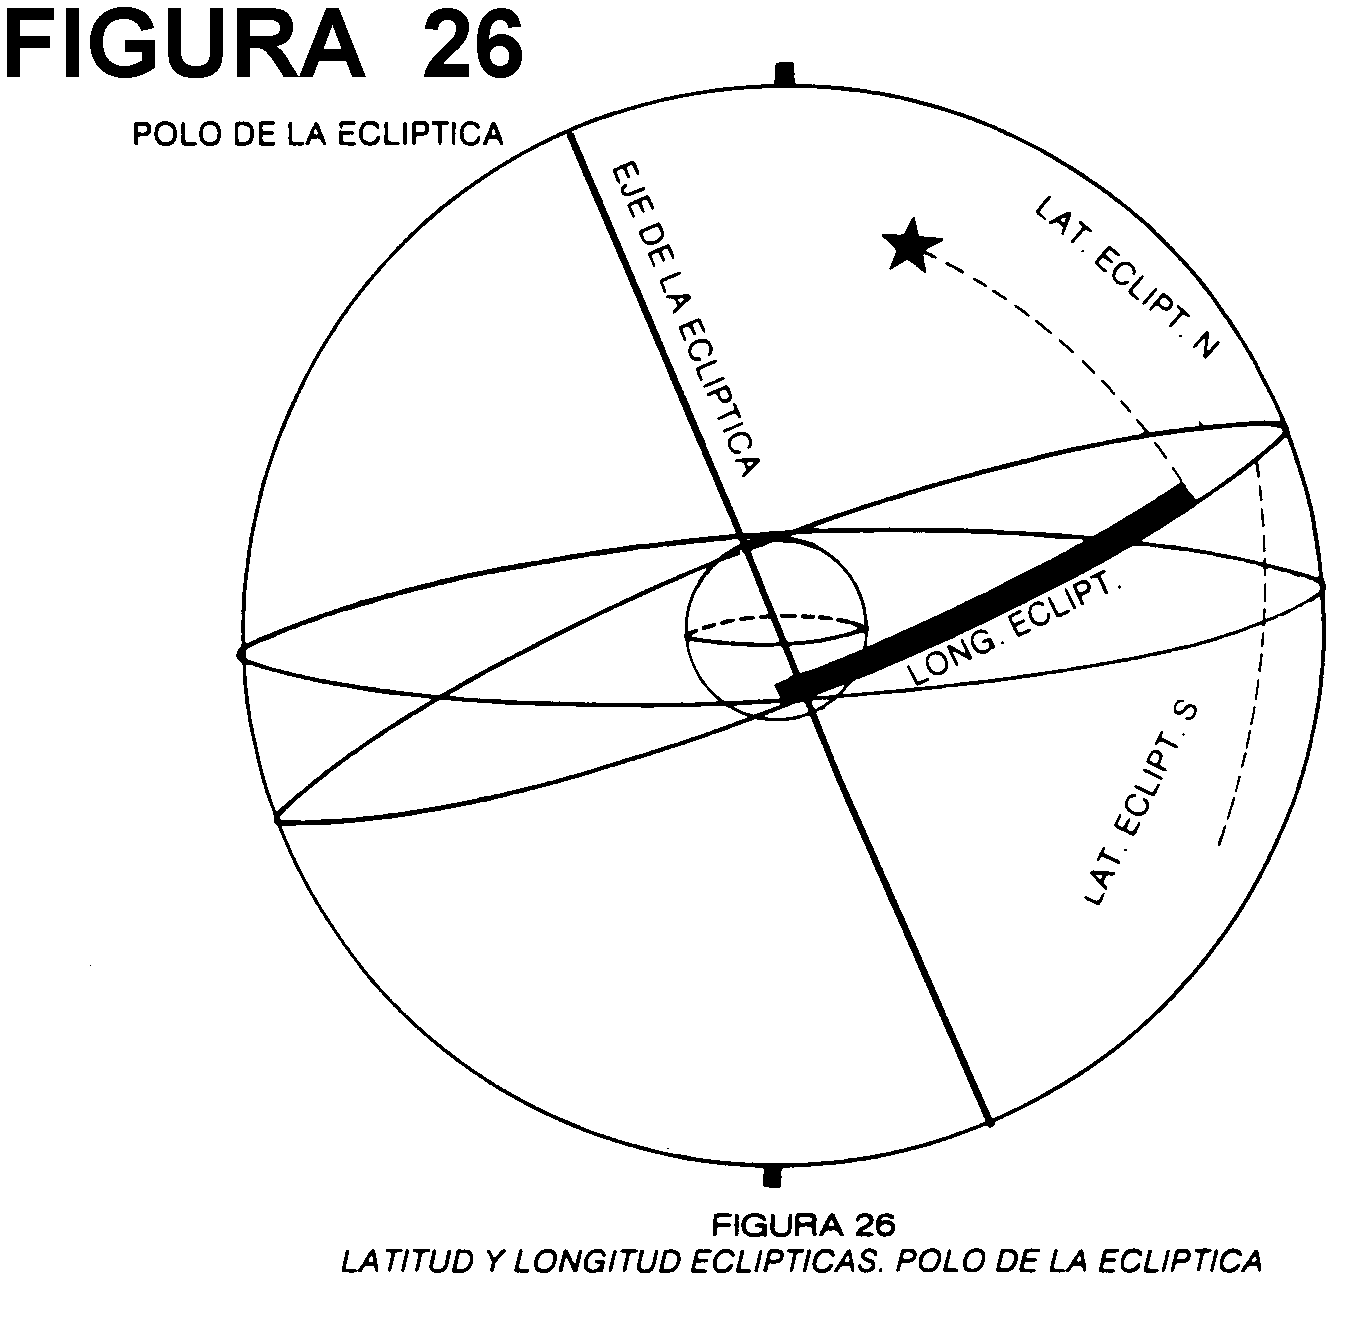 FIGURA 26
POLO DE LA ECLIPTICA
EJE DE LA ECLIPTICA
LAT. ECLIPT. N
LONG. ECLIPT.
LAT. ECLIPT. S
FIGURA 26
LATITUD Y LONGITUD ECLIPTICAS. POLO DE LA ECLIPTICA